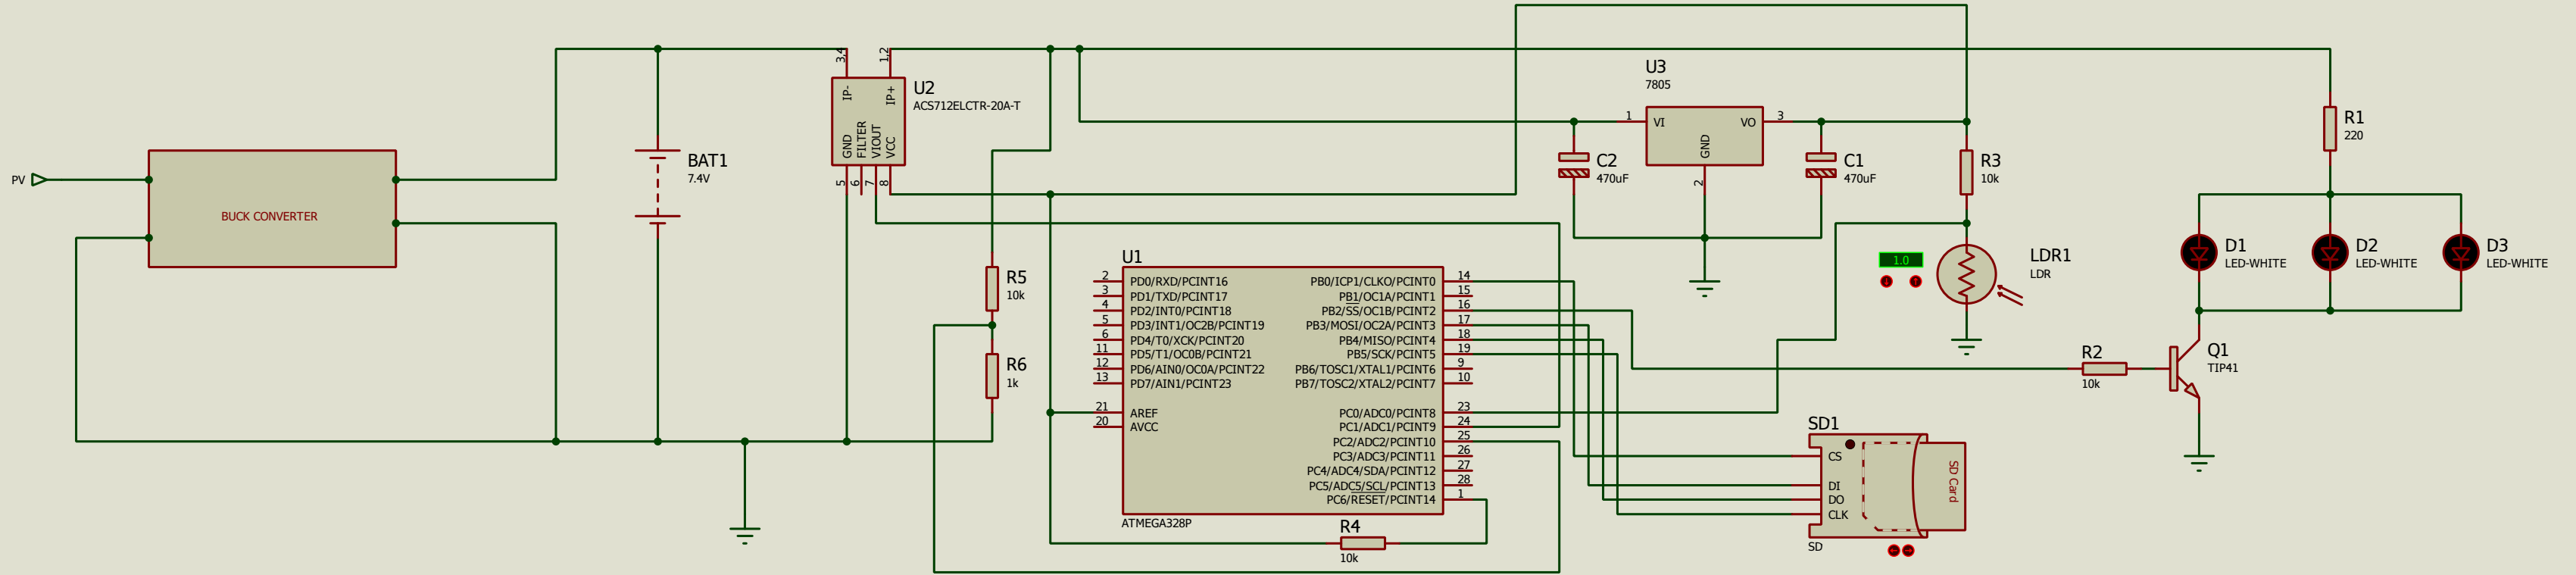 PV
BUCK CONVERTER
BAT1
7.4V
3,4
1,2
IP-
IP+
GND
FILTER
VIOUT
VCC
5
6
7
8
U2
ACS712ELCTR-20A-T
U3
7805
1
VI
VO
3
GND
2
C2
470uF
C1
470uF
R3
10k
R1
220
LDR1
LDR
1.0
D1
LED-WHITE
D2
LED-WHITE
D3
LED-WHITE
R5
10k
R6
1k
U1
2 PD0/RXD/PCINT16
3 PD1/TXD/PCINT17
4 PD2/INT0/PCINT18
5 PD3/INT1/OC2B/PCINT19
6 PD4/T0/XCK/PCINT20
11 PD5/T1/OC0B/PCINT21
12 PD6/AIN0/OC0A/PCINT22
13 PD7/AIN1/PCINT23
21 AREF
20 AVCC
PB0/ICP1/CLKO/PCINT0 14
PB1/OC1A/PCINT1 15
PB2/SS/OC1B/PCINT2 16
PB3/MOSI/OC2A/PCINT3 17
PB4/MISO/PCINT4 18
PB5/SCK/PCINT5 19
PB6/TOSC1/XTAL1/PCINT6 9
PB7/TOSC2/XTAL2/PCINT7 10
PC0/ADC0/PCINT8 23
PC1/ADC1/PCINT9 24
PC2/ADC2/PCINT10 25
PC3/ADC3/PCINT11 26
PC4/ADC4/SDA/PCINT12 27
PC5/ADC5/SCL/PCINT13 28
PC6/RESET/PCINT14 1
ATMEGA328P
R4
10k
R2
10k
Q1
TIP41
SD1
CS
DI
DO
CLK
SD Card
SD